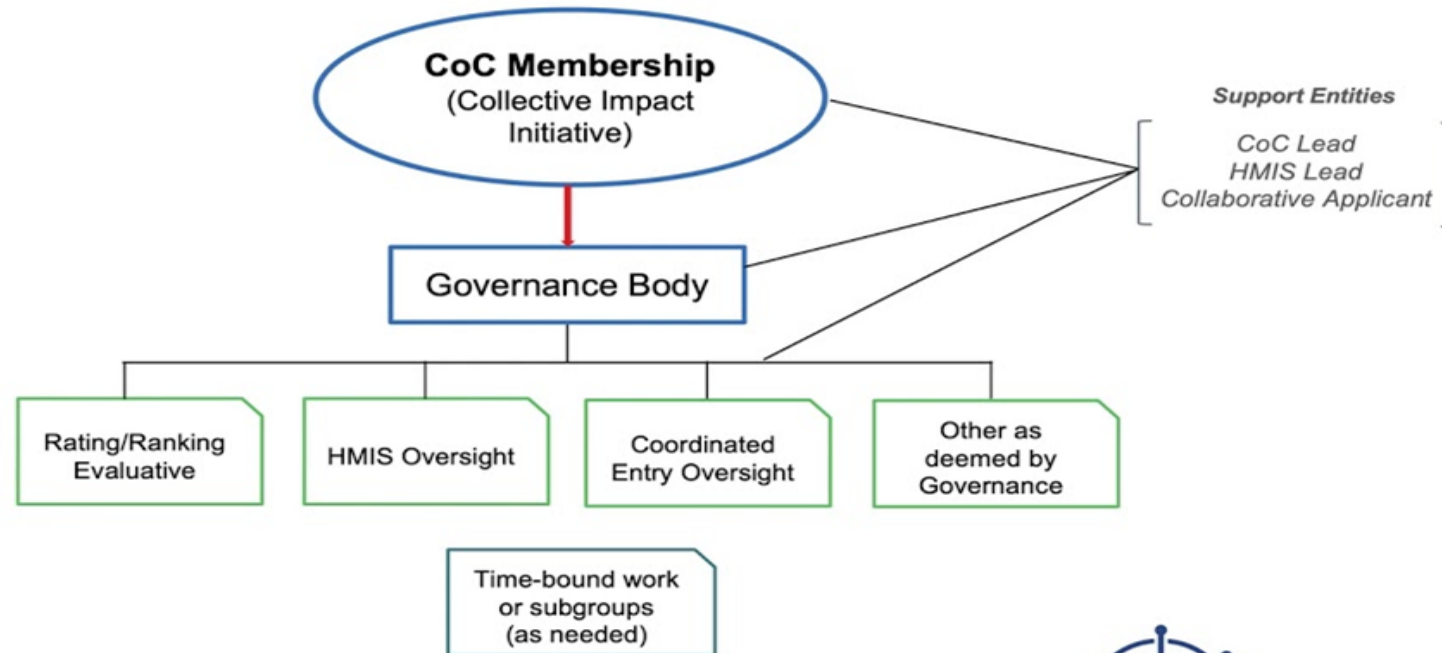 CoC Membership
(Collective Impact
Initiative)
Support Entities
CoC Lead
HMIS Lead
Collaborative Applicant
Governance Body
Rating/Ranking
Evaluative
HMIS Oversight
Coordinated
Entry Oversight
Other as
deemed by
Governance
Time-bound work
or subgroups
(as needed)